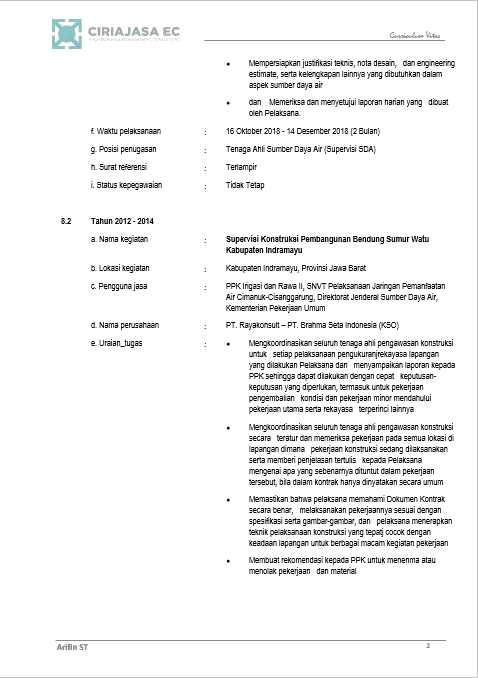 CIRIAJASA EC
ENGINEERING & MANAGEMENT CONSULTANT
Curriculum Vitae
• Mempersiapkan justifikasi teknis, nota desain, dan engineering
estimate, serta kelengkapan lainnya yang dibutuhkan dalam
aspek sumber daya air
• dan Memeriksa dan menyetujui laporan harian yang dibuat
oleh Pelaksana.
f. Waktu pelaksanaan : 16 Oktober 2018 - 14 Desember 2018 (2 Bulan)
g. Posisi penugasan : Tenaga Ahli Sumber Daya Air (Supervisi SDA)
h. Surat referensi : Terlampir
i. Status kepegawaian : Tidak Tetap
8.2 Tahun 2012 - 2014
a. Nama kegiatan : Supervisi Konstruksi Pembangunan Bendung Sumur Watu
Kabupaten Indramayu
b. Lokasi kegiatan : Kabupaten Indramayu, Provinsi Jawa Barat
c. Pengguna jasa : PPK Irigasi dan Rawa II, SNVT Pelaksanaan Jaringan Pemanfaatan
Air Cimanuk-Cisanggarung, Direktorat Jenderal Sumber Daya Air,
Kementerian Pekerjaan Umum
d. Nama perusahaan : PT. Rayakonsult – PT. Brahma Seta Indonesia (KSO)
e. Uraian_tugas : • Mengkoordinasikan seluruh tenaga ahli pengawasan konstruksi
untuk setiap pelaksanaan pengukuranjrekayasa lapangan
yang dilakukan Pelaksana dan menyampaikan laporan kepada
PPK sehingga dapat dilakukan dengan cepat keputusan-
keputusan yang diperlukan, termasuk untuk pekerjaan
pengembalian kondisi dan pekerjaan minor mendahului
pekerjaan utama serta rekayasa terperinci lainnya
• Mengkoordinasikan seluruh tenaga ahli pengawasan konstruksi
secara teratur dan memeriksa pekerjaan pada semua lokasi di
lapangan dimana pekerjaan konstruksi sedang dilaksanakan
serta memberi penjelasan tertulis kepada Pelaksana
mengenai apa yang sebenarnya dituntut dalam pekerjaan
tersebut, bila dalam kontrak hanya dinyatakan secara umum
• Memastikan bahwa pelaksana memahami Dokumen Kontrak
secara benar, melaksanakan pekerjaannya sesuai dengan
spesifikasi serta gambar-gambar, dan pelaksana menerapkan
teknik pelaksanaan konstruksi yang tepatj cocok dengan
keadaan lapangan untuk berbagai macam kegiatan pekerjaan
• Membuat rekomendasi kepada PPK untuk menenma atau
menolak pekerjaan dan material
Arifin ST 2